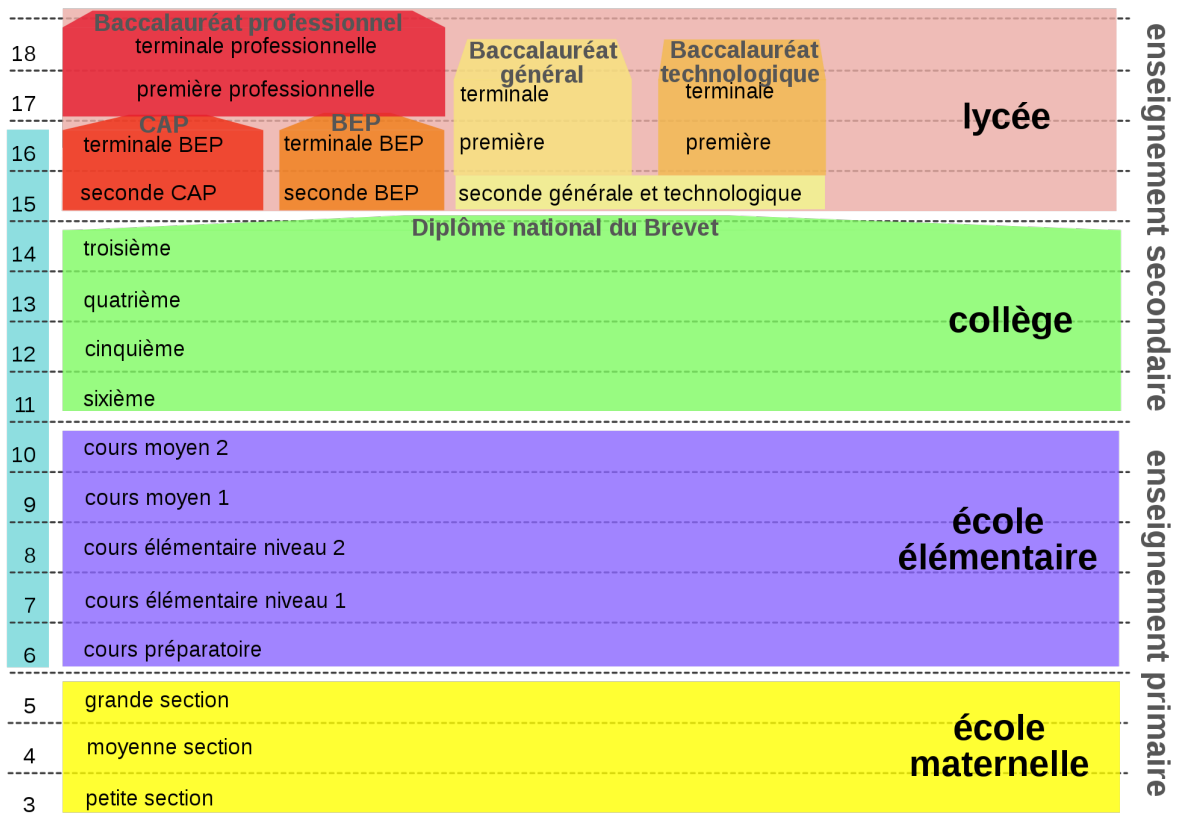 Baccalauréat professionnel
18
terminale professionnelle
Baccalauréat
général
Baccalauréat
technologique
17
première professionnelle
terminale
terminale
lycée
CAP
BEP
16
terminale BEP
terminale BEP
première
première
15
seconde CAP
seconde BEP
seconde générale et technologique
Diplôme national du Brevet
14
troisième
13
quatrième
collège
12
cinquième
11
sixième
enseignement secondaire
10
cours moyen 2
9
cours moyen 1
école
élémentaire
8
cours élémentaire niveau 2
7
cours élémentaire niveau 1
6
cours préparatoire
5
grande section
école
maternelle
4
moyenne section
3
petite section
enseignement primaire